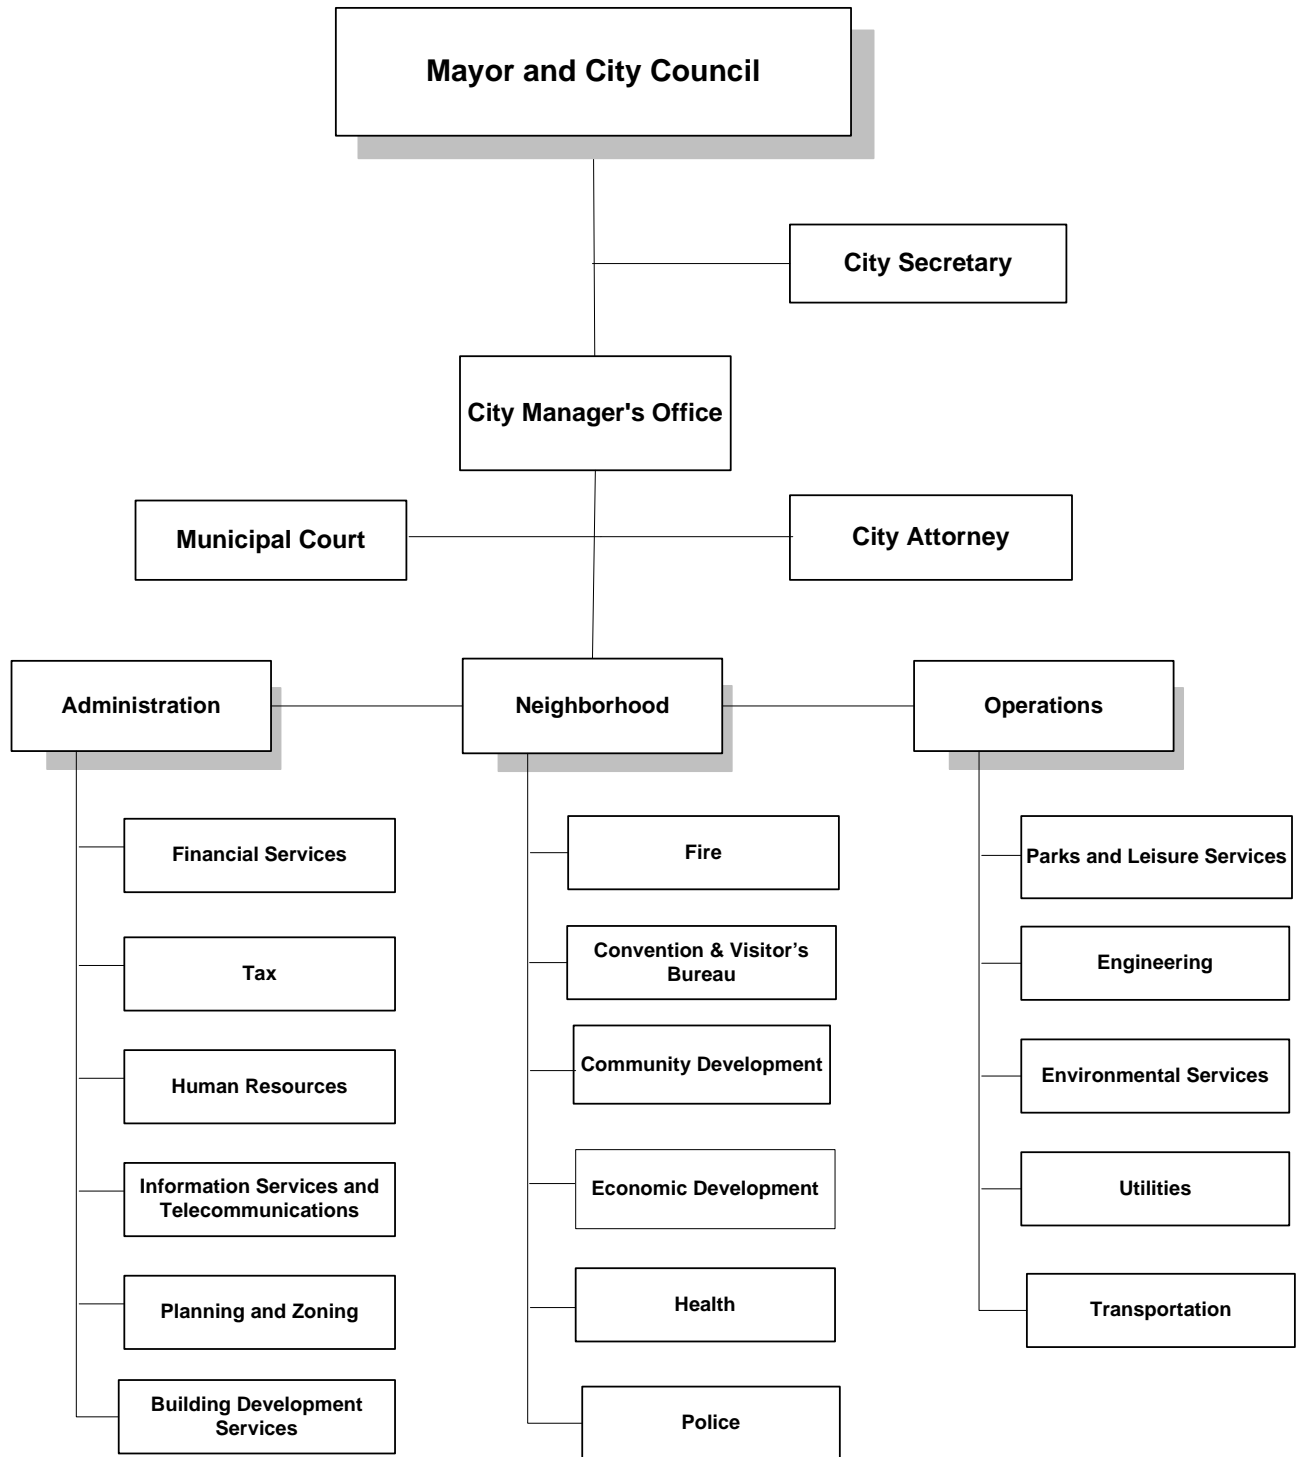 Mayor and City Council
City Secretary
City Manager's Office
Municipal Court
City Attorney
Administration
Neighborhood
Operations
Financial Services
Tax
Human Resources
Information Services and
Telecommunications
Planning and Zoning
Building Development
Services
Fire
Convention & Visitor’s
Bureau
Community Development
Economic Development
Health
Police
Parks and Leisure Services
Engineering
Environmental Services
Utilities
Transportation